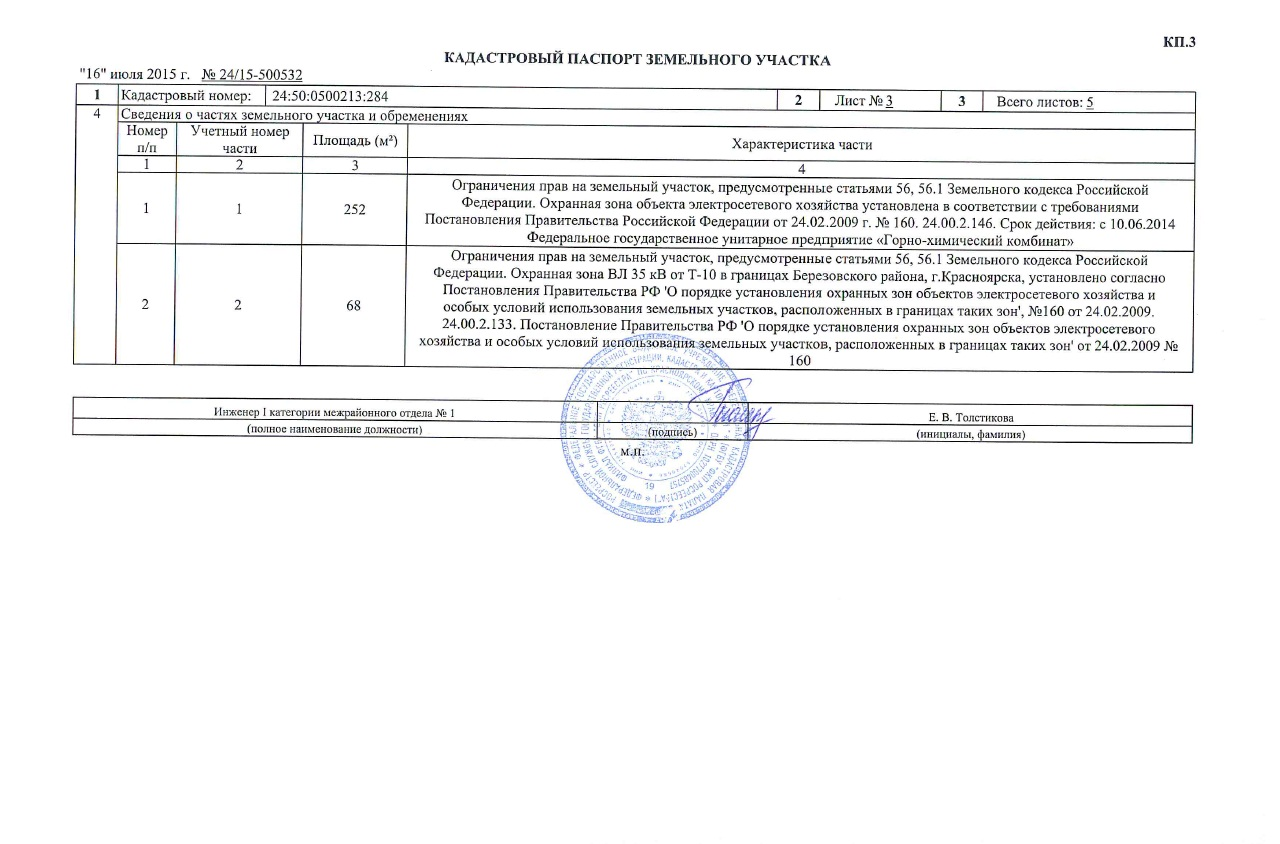 КП.3
КАДАСТРОВЫЙ ПАСПОРТ ЗЕМЕЛЬНОГО УЧАСТКА
"16" июля 2015 г. № 24/15-500532
1 Кадастровый номер: 24:50:0500213:284 2 Лист № 3 3 Всего листов: 5
4 Сведения о частях земельного участка и обременениях
Номер п/п Учетный номер части Площадь (м²) Характеристика части
1 2 3 4
1 1 252
Ограничения прав на земельный участок, предусмотренные статьями 56, 56.1 Земельного кодекса Российской
Федерации. Охранная зона объекта электросетевого хозяйства установлена в соответствии с требованиями
Постановления Правительства Российской Федерации от 24.02.2009 г. № 160. 24.00.2.146. Срок действия: с 10.06.2014
Федеральное государственное унитарное предприятие «Горно-химический комбинат»
2 2 68
Ограничения прав на земельный участок, предусмотренные статьями 56, 56.1 Земельного кодекса Российской
Федерации. Охранная зона ВЛ 35 кВ от Т-10 в границах Березовского района, г.Красноярска, установлено согласно
Постановления Правительства РФ 'О порядке установления охранных зон объектов электросетевого хозяйства и
особых условий использования земельных участков, расположенных в границах таких зон', №160 от 24.02.2009.
24.00.2.133. Постановление Правительства РФ 'О порядке установления охранных зон объектов электросетевого
хозяйства и особых условий использования земельных участков, расположенных в границах таких зон' от 24.02.2009 №
160
Инженер I категории межрайонного отдела № 1 Е. В. Толстикова
(полное наименование должности) (подпись) (инициалы, фамилия)
м.п.